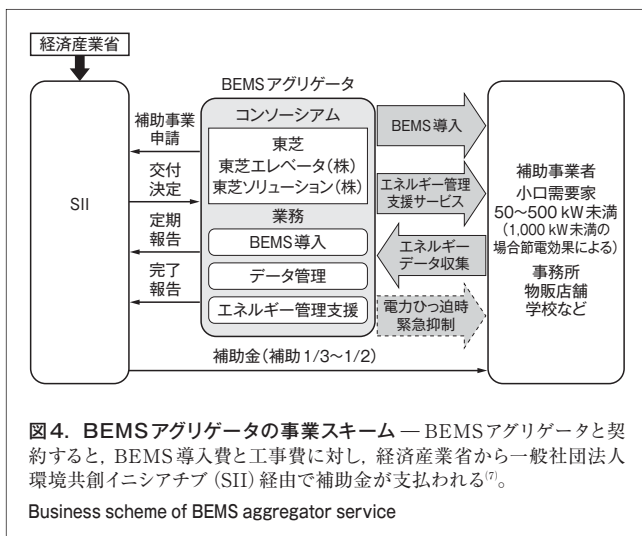 経済産業省
BEMSアグリゲータ
SII
補助事業
申請
交付
決定
定期
報告
完了
報告
コンソーシアム
東芝
東芝エレベータ(株)
東芝ソリューション(株)
業務
BEMS導入
データ管理
エネルギー管理支援
BEMS導入
エネルギー管理
支援サービス
エネルギー
データ収集
電力ひっ迫時
緊急抑制
補助事業者
小口需要家
50〜500 kW未満
(1,000 kW未満の
場合節電効果による)
事務所
物販店舗
学校など
補助金(補助1/3〜1/2)
図4. BEMSアグリゲータの事業スキーム — BEMSアグリゲータと契
約すると，BEMS導入費と工事費に対し，経済産業省から一般社団法人
環境共創イニシアチブ(SII)経由で補助金が支払われる(7)。
Business scheme of BEMS aggregator service